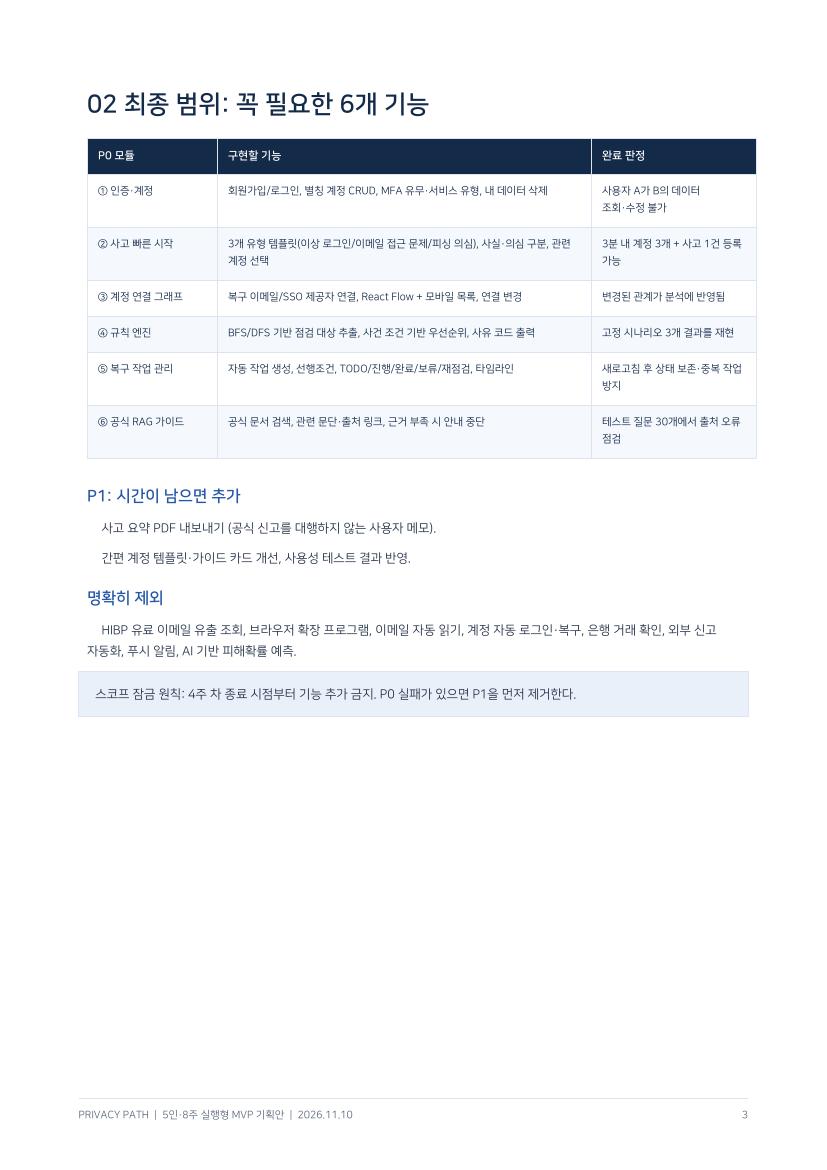 02 최종 범위: 꼭 필요한 6개 기능
P0 모듈 구현할 기능 완료 판정
① 인증·계정 회원가입/로그인, 별칭 계정 CRUD, MFA 유무·서비스 유형, 내 데이터 삭제 사용자 A가 B의 데이터
조회·수정 불가
② 사고 빠른 시작 3개 유형 템플릿(이상 로그인/이메일 접근 문제/피싱 의심), 사실·의심 구분, 관련 3분 내 계정 3개 + 사고 1건 등록
계정 선택 가능
③ 계정 연결 그래프 복구 이메일/SSO 제공자 연결, React Flow + 모바일 목록, 연결 변경 변경된 관계가 분석에 반영됨
④ 규칙 엔진 BFS/DFS 기반 점검 대상 추출, 사건 조건 기반 우선순위, 사유 코드 출력 고정 시나리오 3개 결과를 재현
⑤ 복구 작업 관리 자동 작업 생성, 선행조건, TODO/진행/완료/보류/재점검, 타임라인 새로고침 후 상태 보존·중복 작업
방지
⑥ 공식 RAG 가이드 공식 문서 검색, 관련 문단·출처 링크, 근거 부족 시 안내 중단 테스트 질문 30개에서 출처 오류
점검
P1: 시간이 남으면 추가
사고 요약 PDF 내보내기 (공식 신고를 대행하지 않는 사용자 메모).
간편 계정 템플릿·가이드 카드 개선, 사용성 테스트 결과 반영.
명확히 제외
HIBP 유료 이메일 유출 조회, 브라우저 확장 프로그램, 이메일 자동 읽기, 계정 자동 로그인·복구, 은행 거래 확인, 외부 신고
자동화, 푸시 알림, AI 기반 피해확률 예측.
스코프 잠금 원칙: 4주 차 종료 시점부터 기능 추가 금지. P0 실패가 있으면 P1을 먼저 제거한다.
PRIVACY PATH | 5인·8주 실행형 MVP 기획안 | 2026.11.10 3